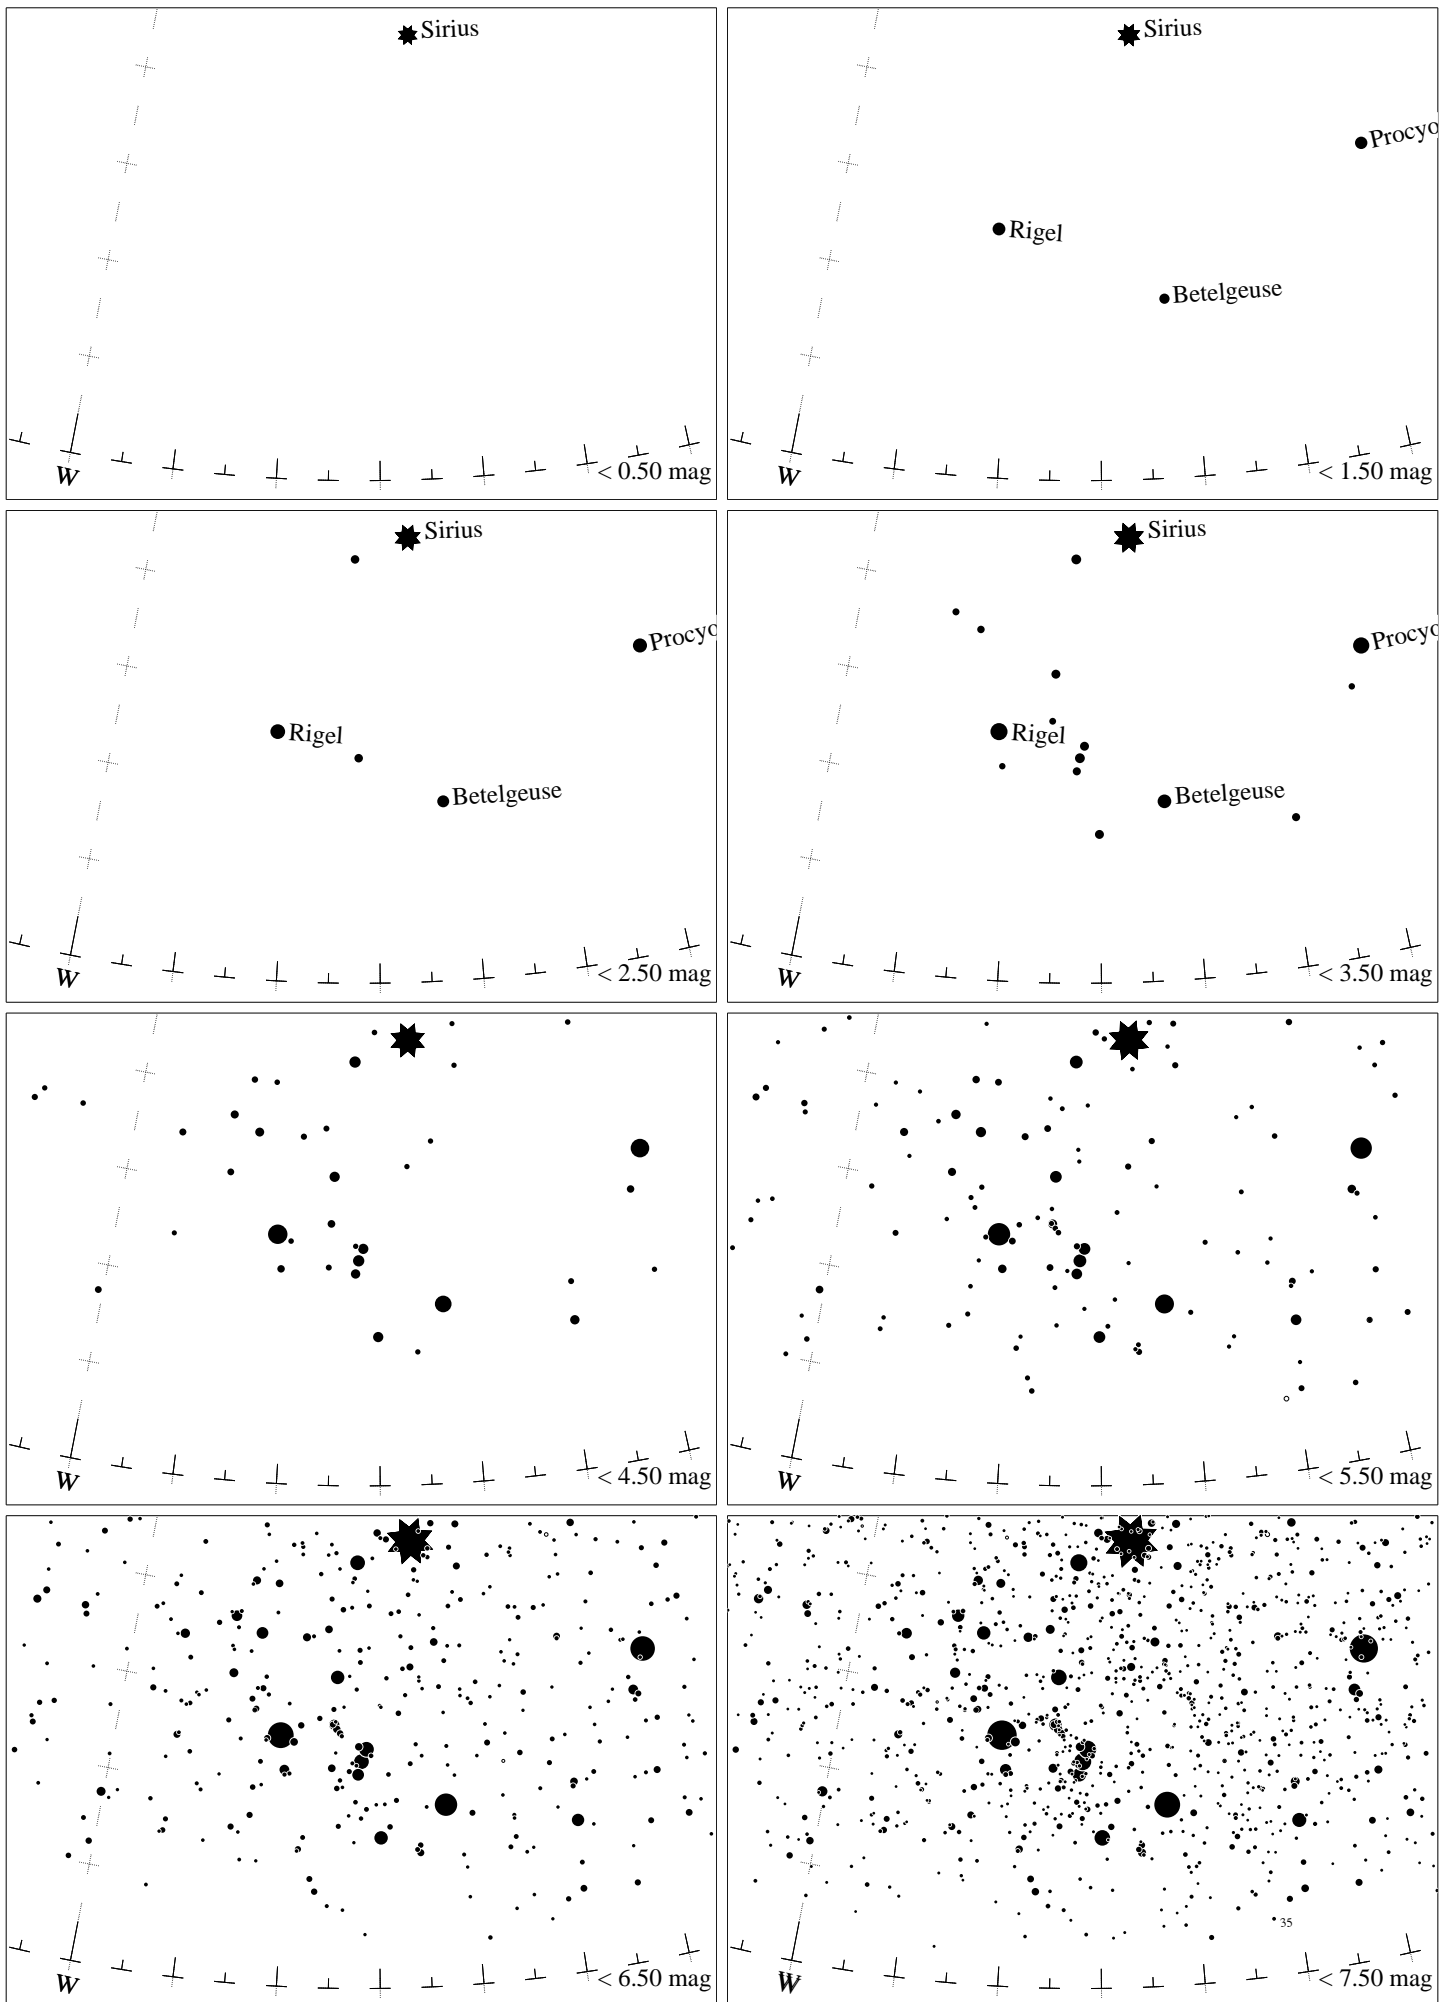 Sirius
W
< 0.50 mag
Sirius
Procyo
Rigel
Betelgeuse
W
< 1.50 mag
Sirius
Procyo
Rigel
Betelgeuse
W
< 2.50 mag
Sirius
Procyo
Rigel
Betelgeuse
W
< 3.50 mag
W
< 4.50 mag
W
< 5.50 mag
W
< 6.50 mag
35
W
< 7.50 mag